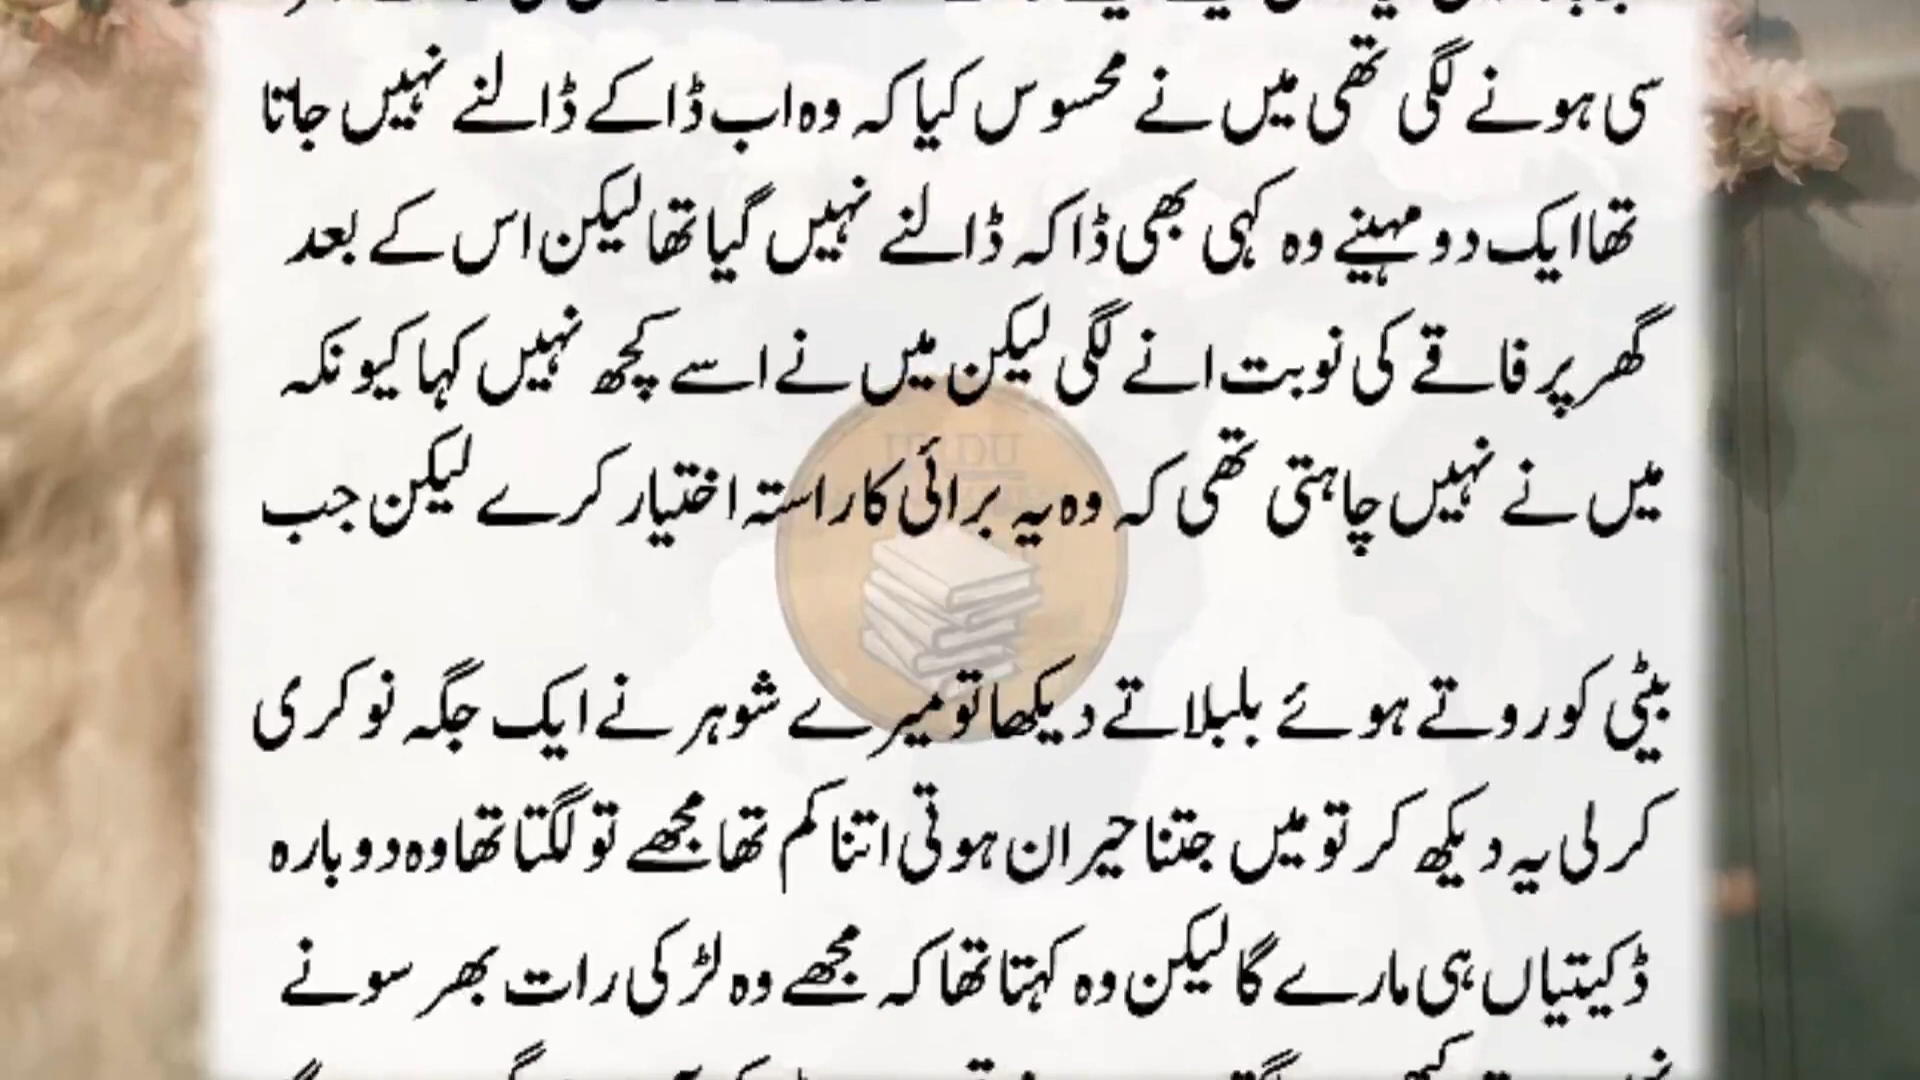 سی ہونے لگی تھی میں نے محسوس کیا کہ وہ اب ڈاکے ڈالنے نہیں جاتا
تھا ایک دو مہینے وہ کہی بھی ڈاکہ ڈالنے نہیں گیا تھا لیکن اس کے بعد
گھر پر فاقے کی نوبت انے لگی لیکن میں نے اسے کچھ نہیں کہا کیونکہ
میں نے نہیں چاہتی تھی کہ وہ یہ برائی کا راستہ اختیار کرے لیکن جب
بیٹی کو روتے ہوئے بلبلاتے دیکھا تو میرے شوہر نے ایک جگہ نوکری
کر لی یہ دیکھ کر تو میں جتنا حیران ہوتی اتنا کم تھا مجھے تو لگتا تھا وہ دوبارہ
ڈکیتیاں ہی مارے گا لیکن وہ کہتا تھا کہ مجھے وہ لڑکی رات بھر سونے